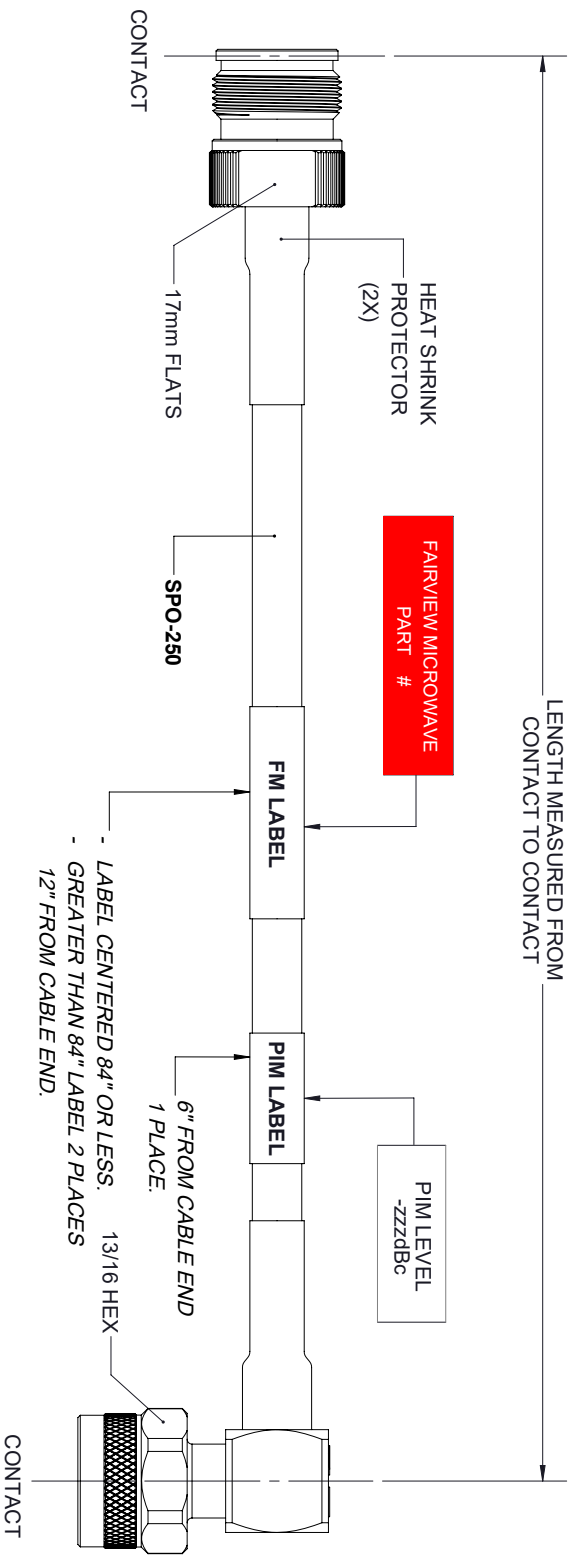 LENGTH MEASURED FROM
CONTACT TO CONTACT
FAIRVIEW MICROWAVE
PART #
PIM LEVEL
-zzzdBc
HEAT SHRINK
PROTECTOR
(2X)
FM LABEL
PIM LABEL
CONTACT
17mm FLATS
SPO-250
6" FROM CABLE END
1 PLACE.
- LABEL CENTERED 84" OR LESS.
- GREATER THAN 84" LABEL 2 PLACES
12" FROM CABLE END.
13/16 HEX
CONTACT